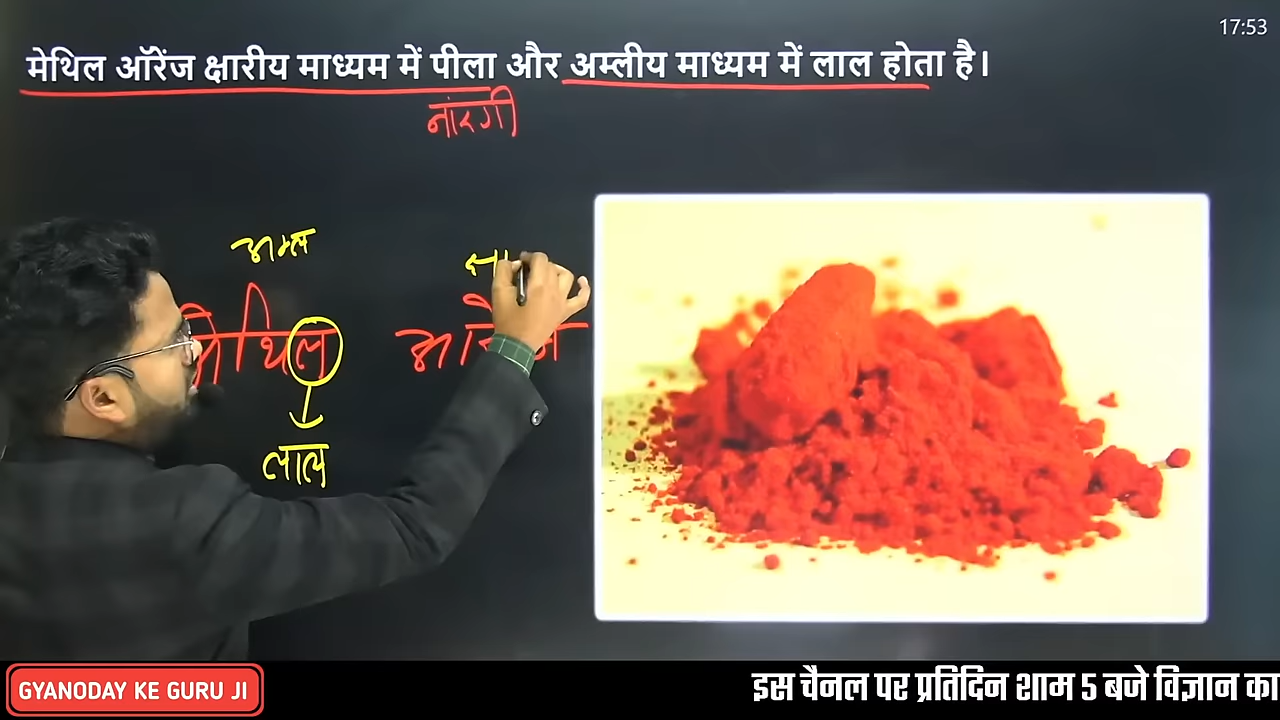 17:53
मेथिल ऑरेंज क्षारीय माध्यम में पीला और अम्लीय माध्यम में लाल होता है।
नारंगी
अम्ल
मेथिल
लाल
GYANODAY KE GURU JI
इस चैनल पर प्रतिदिन शाम 5 बजे विज्ञान का